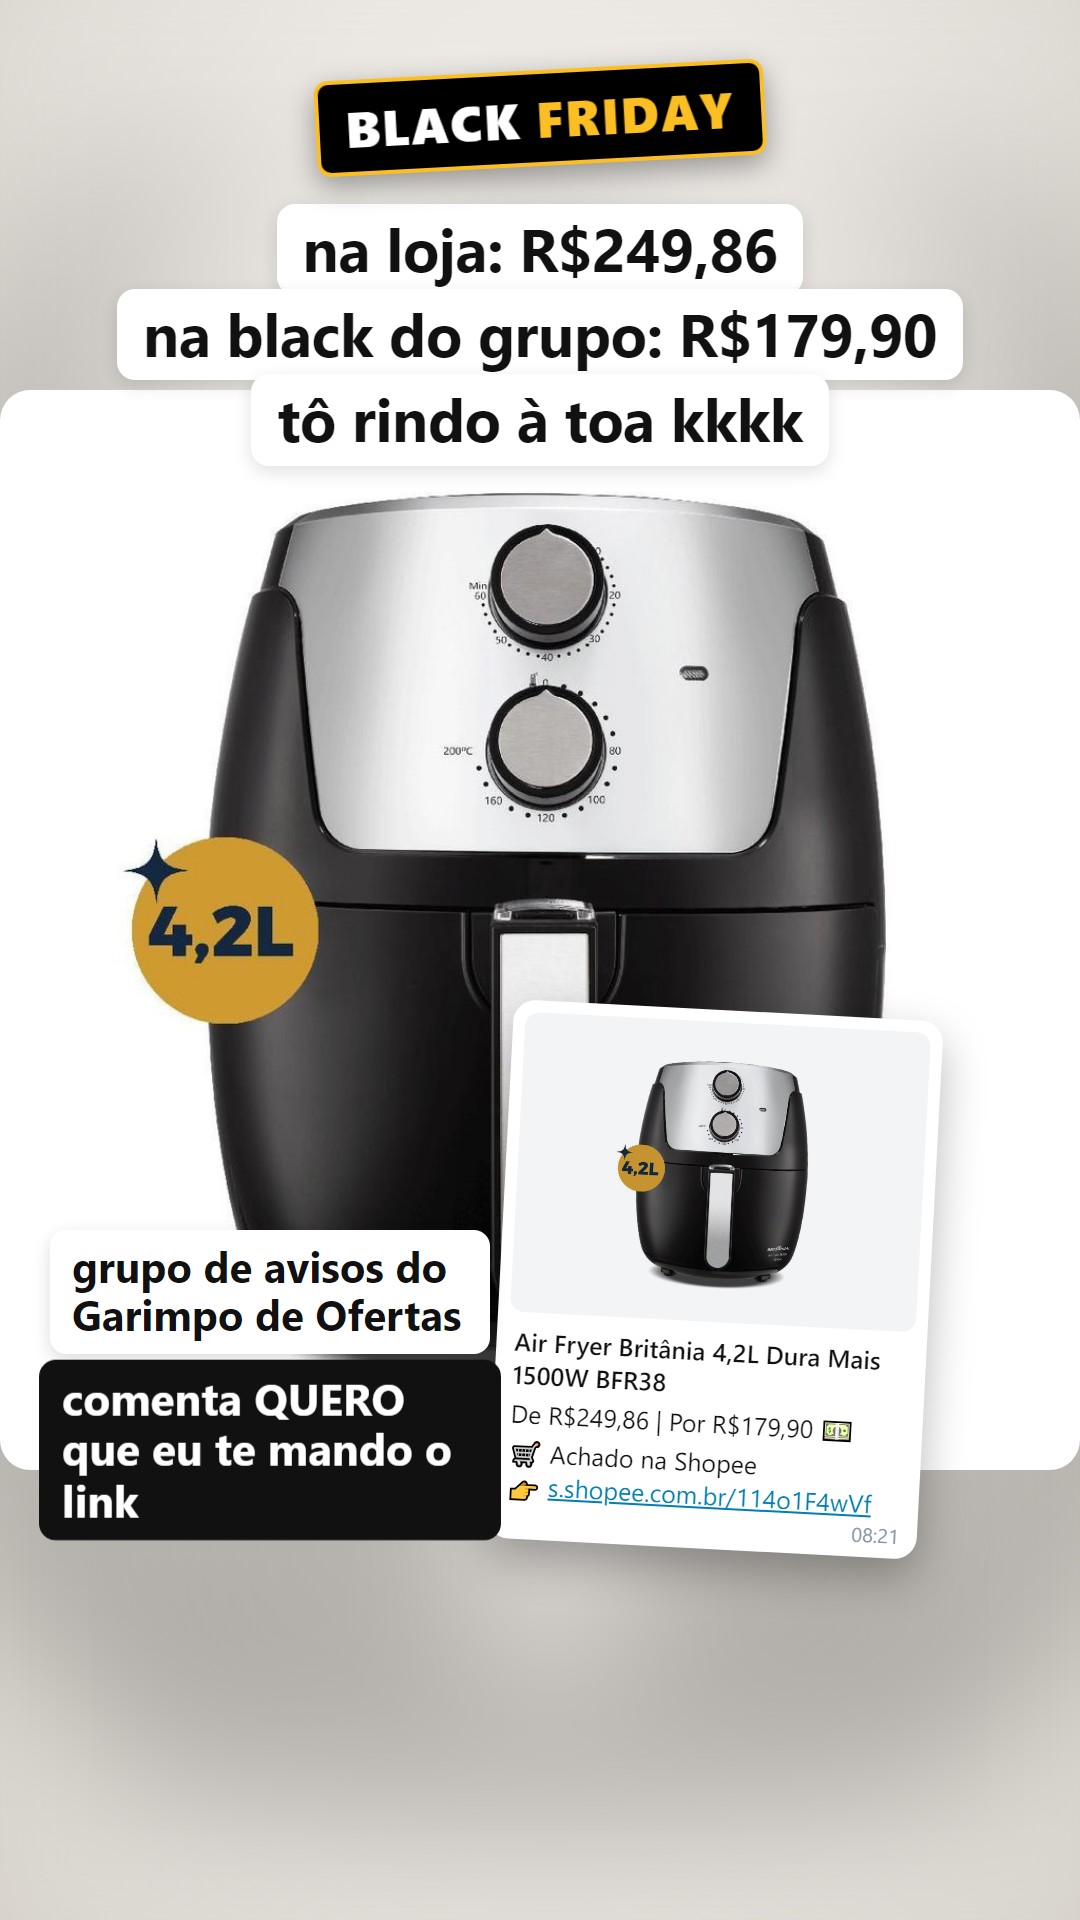 BLACK FRIDAY
na loja: R$249,86
na black do grupo: R$179,90
tô rindo à toa kkkk
Min
60
20
50
30
40
0
200ºC
80
160
100
120
4,2L
4,2L
grupo de avisos do
Garimpo de Ofertas
comenta QUERO
que eu te mando o
link
Air Fryer Britânia 4,2L Dura Mais
1500W BFR38
De R$249,86 | Por R$179,90 💵
🛒 Achado na Shopee
👉 s.shopee.com.br/114o1F4wVf
08:21